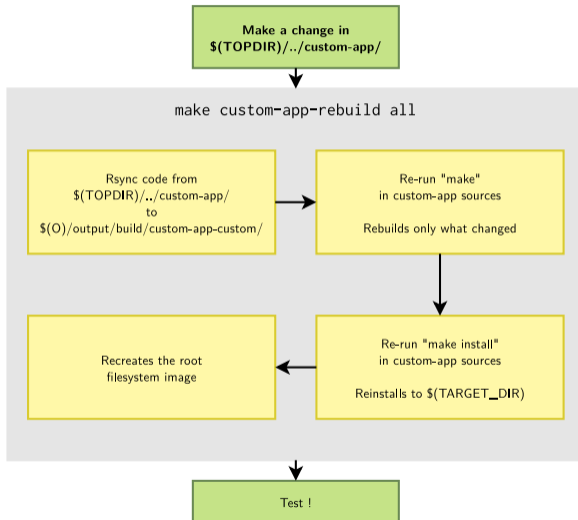 Make a change in
$(TOPDIR)/../custom-app/
make custom-app-rebuild all
Rsync code from
$(TOPDIR)/../custom-app/
to
$(O)/output/build/custom-app-custom/
Re-run "make"
in custom-app sources
Rebuilds only what changed
Re-run "make install"
in custom-app sources
Reinstalls to $(TARGET_DIR)
Recreates the root
filesystem image
Test !